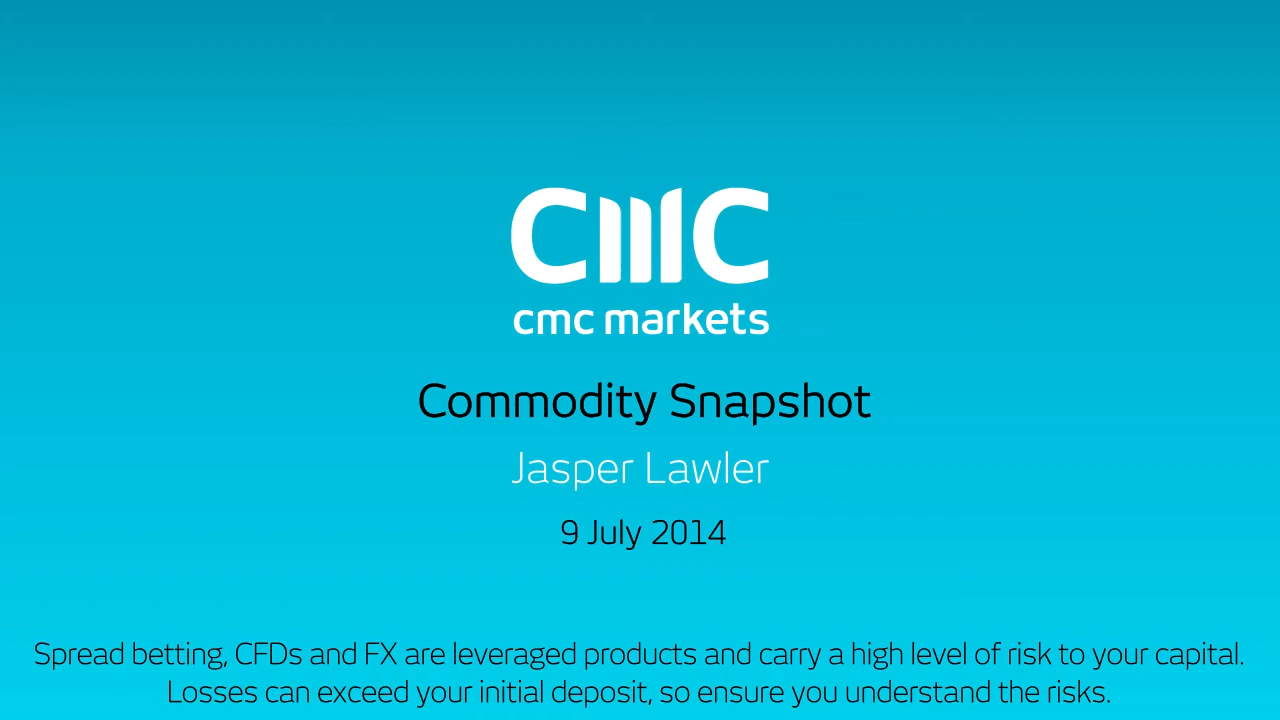 CMC
cmc markets
Commodity Snapshot
Jasper Lawler
9 July 2014
Spread betting, CFDs and FX are leveraged products and carry a high level of risk to your capital.
Losses can exceed your initial deposit, so ensure you understand the risks.